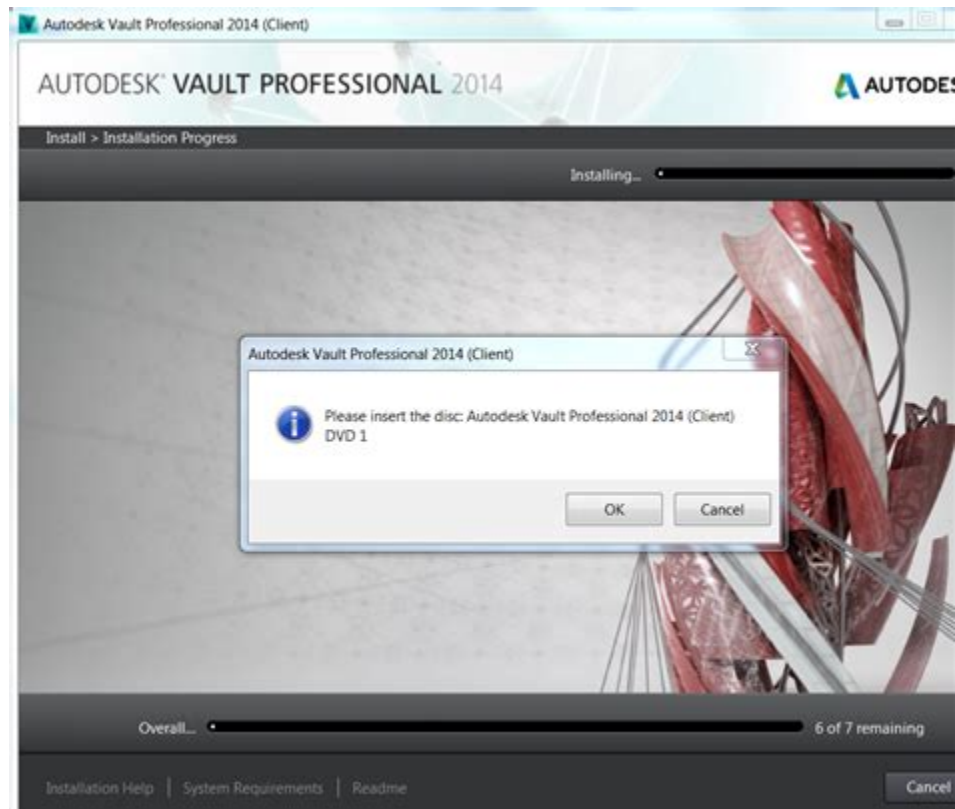 Autodesk Vault Professional 2014 (Client)
AUTODESK® VAULT PROFESSIONAL 2014
AUTODES
Install > Installation Progress
Installing...
Autodesk Vault Professional 2014 (Client)
Please insert the disc: Autodesk Vault Professional 2014 (Client)
DVD 1
OK
Cancel
Overall...
6 of 7 remaining
Installation Help | System Requirements | Readme
Cancel